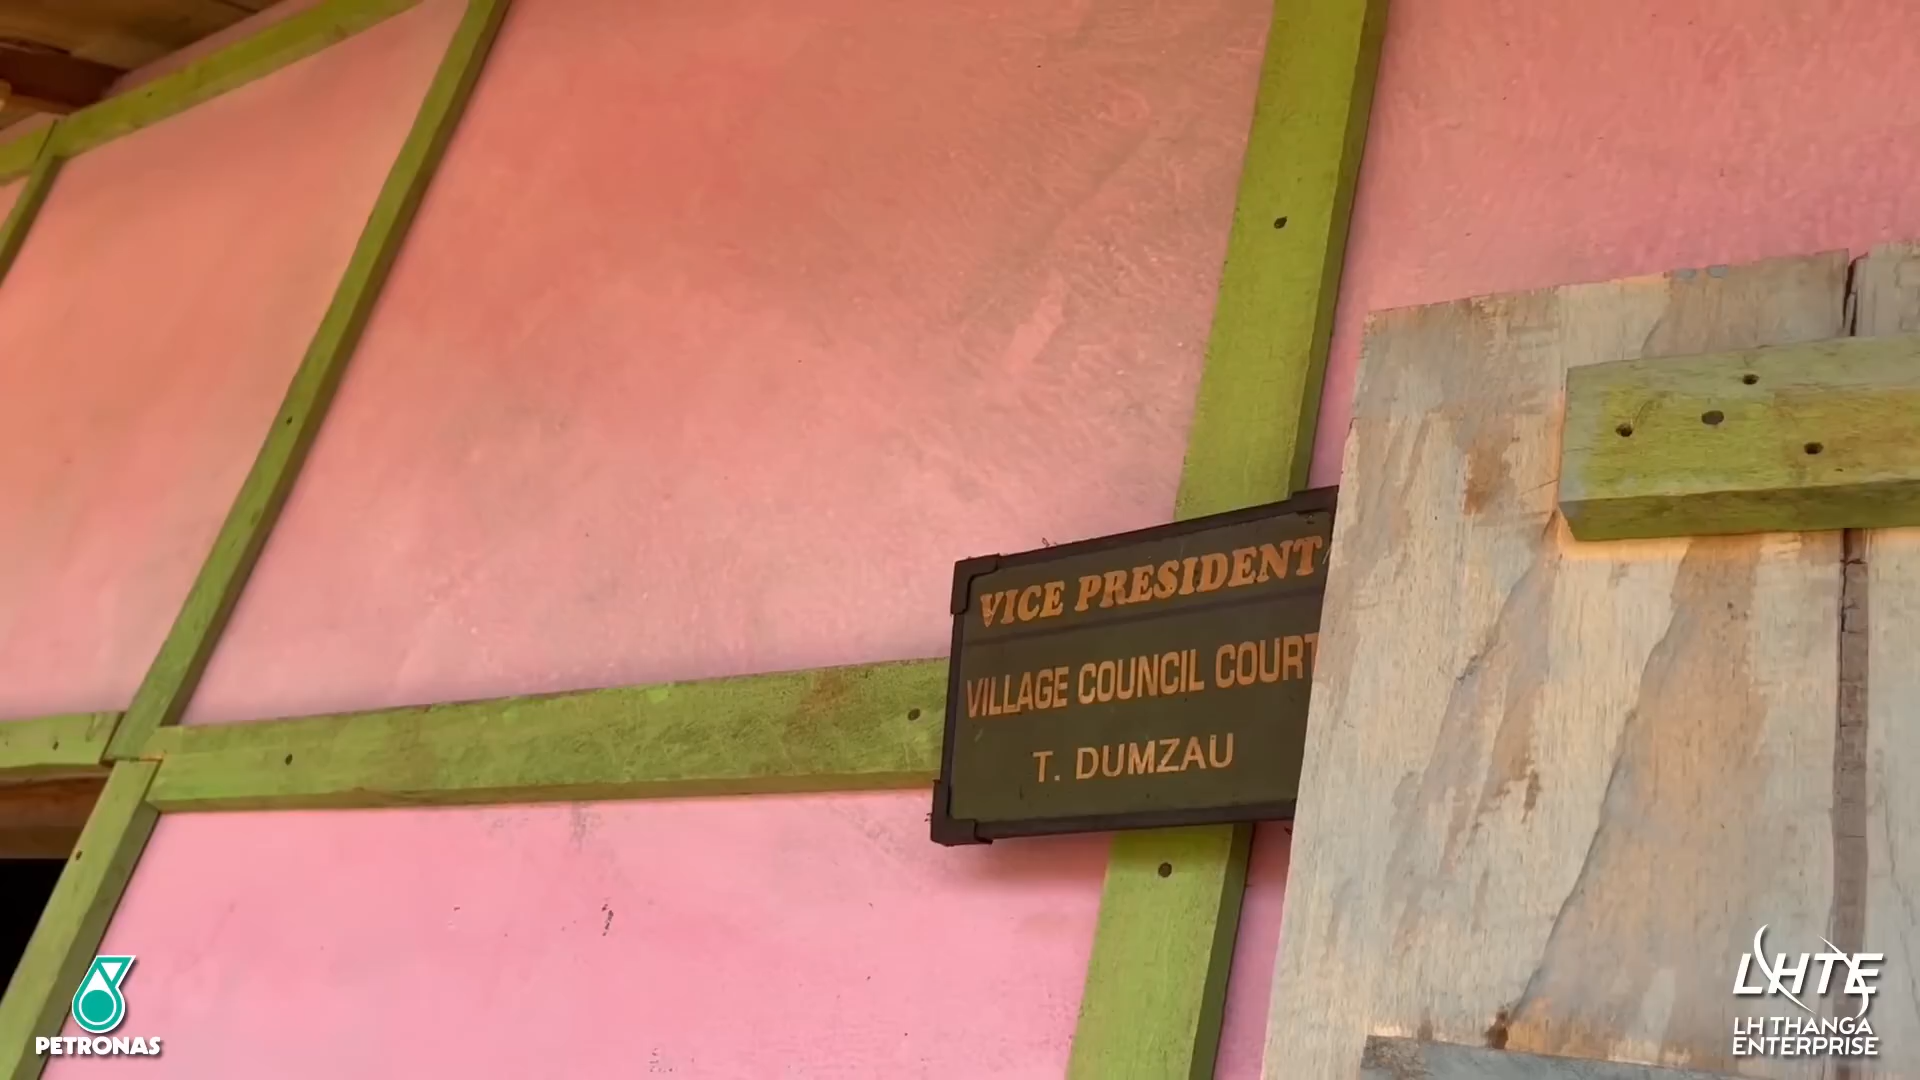 VICE PRESIDENT
VILLAGE COUNCIL COURT
T. DUMZAU
PETRONAS
LHTE
LH THANGA
ENTERPRISE